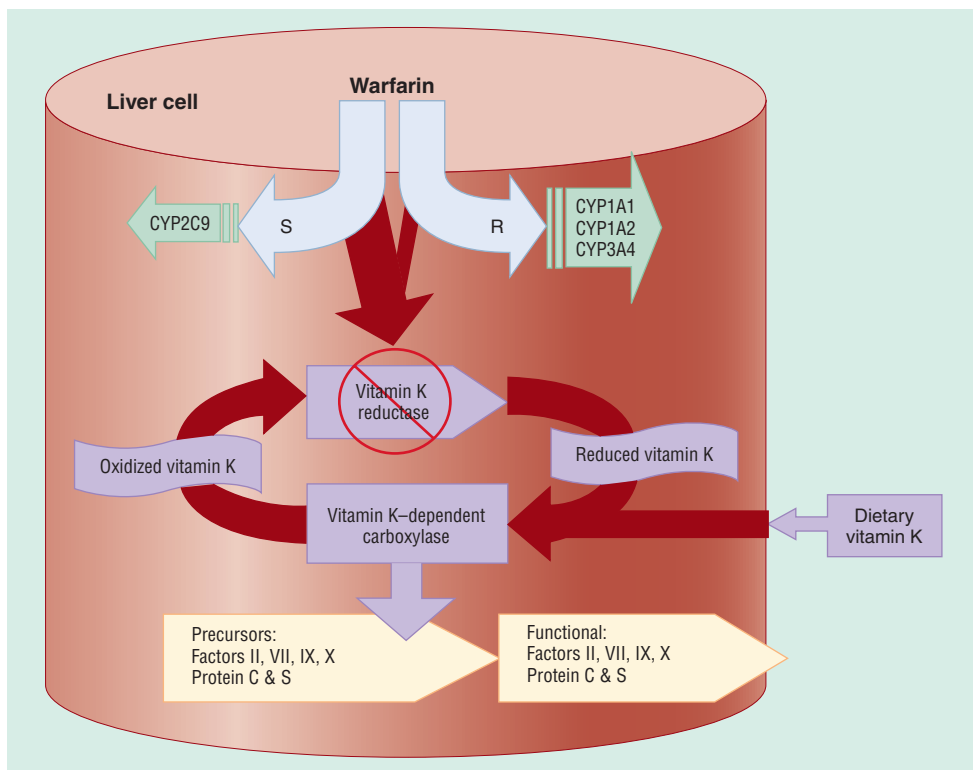 Warfarin
Liver cell
CYP2C9
S
R
CYP1A1
CYP1A2
CYP3A4
Vitamin K
reductase
Oxidized vitamin K
Reduced vitamin K
Vitamin K–dependent
carboxylase
Dietary
vitamin K
Precursors:
Factors II, VII, IX, X
Protein C & S
Functional:
Factors II, VII, IX, X
Protein C & S